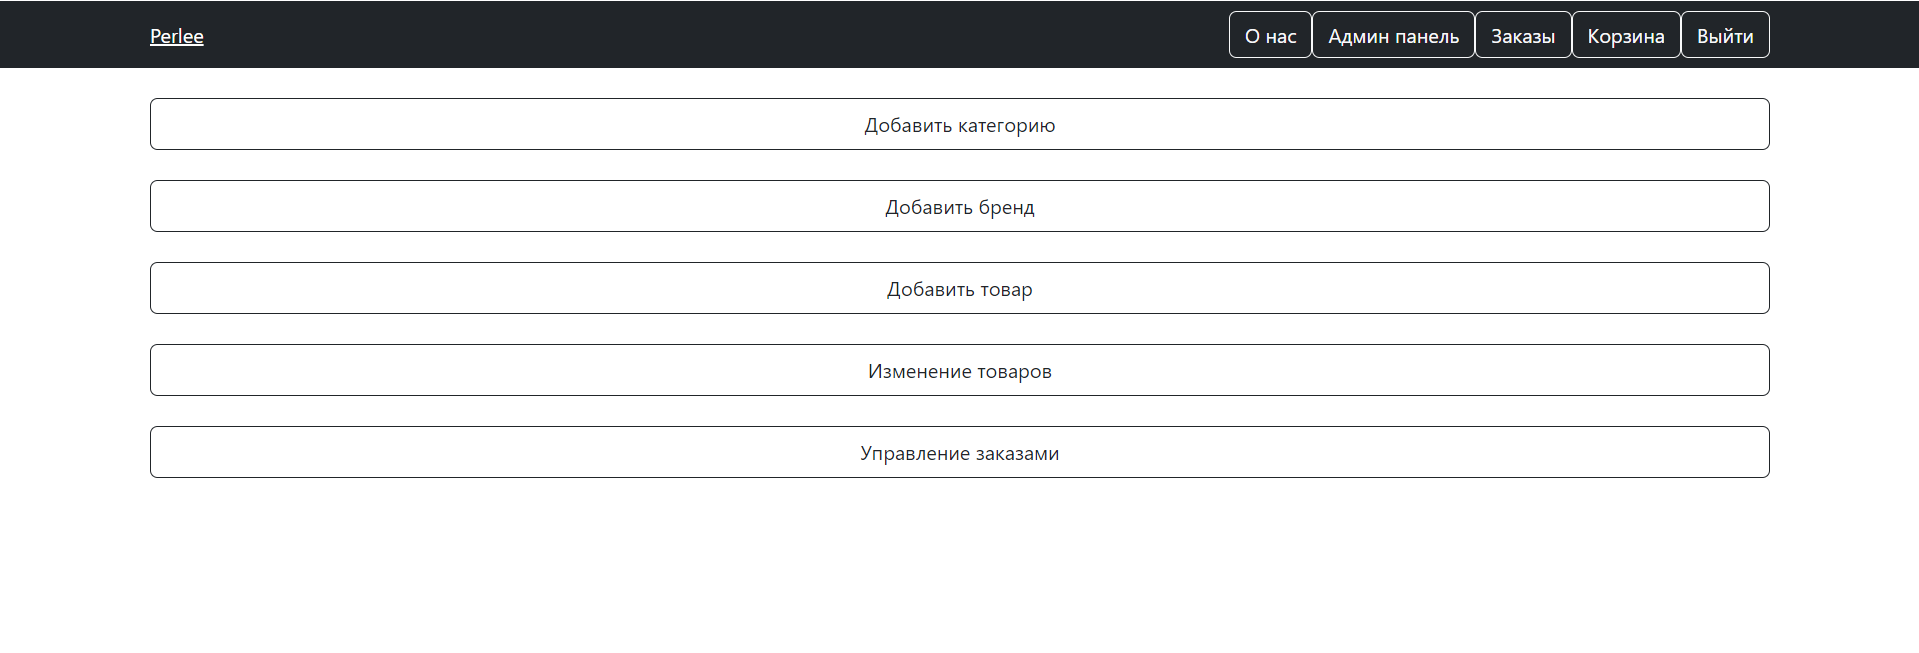 Perlee О нас Админ панель Заказы Корзина Выйти
Добавить категорию
Добавить бренд
Добавить товар
Изменение товаров
Управление заказами